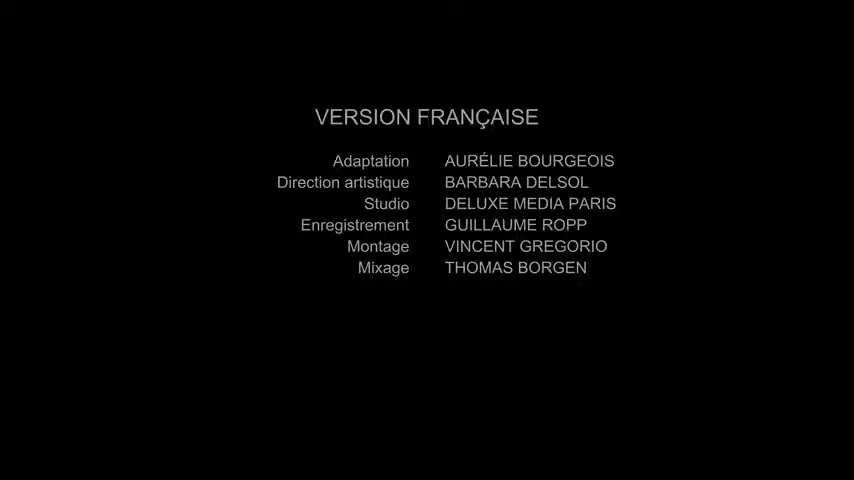 VERSION FRANÇAISE
Adaptation AURÉLIE BOURGEOIS
Direction artistique BARBARA DELSOL
Studio DELUXE MEDIA PARIS
Enregistrement GUILLAUME ROPP
Montage VINCENT GREGORIO
Mixage THOMAS BORGEN